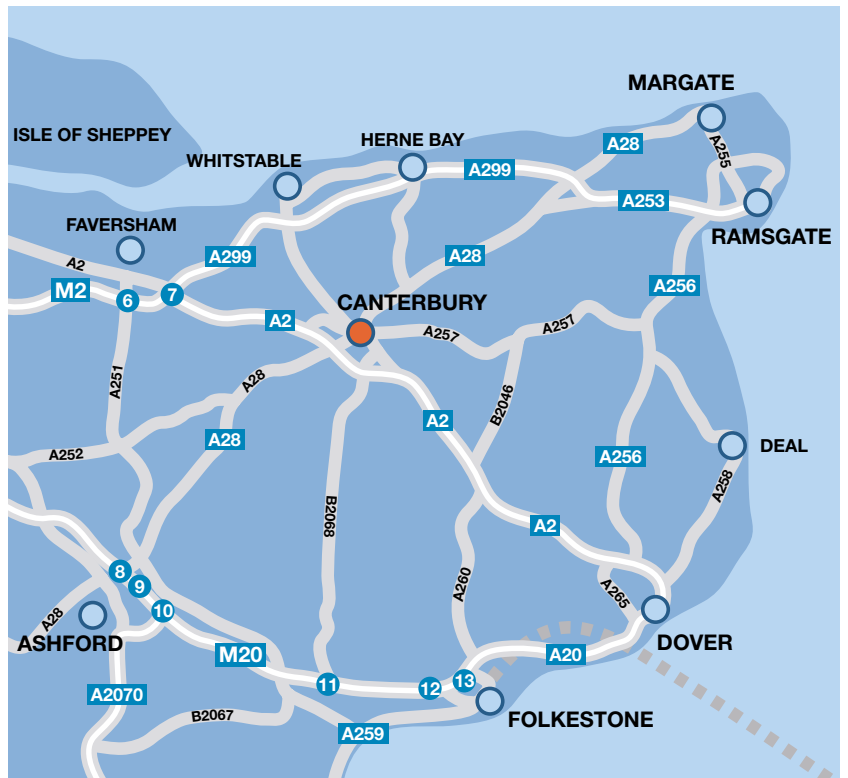 MARGATE
ISLE OF SHEPPEY
HERNE BAY
A28
A255
WHITSTABLE
A299
A253
FAVERSHAM
RAMSGATE
A299
A28
A2
A256
M2
6
7
CANTERBURY
A2
A257
A257
A251
A28
B2046
A2
A28
A252
A256
DEAL
A258
B2068
A2
8
9
A260
A265
10
A28
ASHFORD
DOVER
M20
A20
11
12
13
A2070
B2067
A259
FOLKESTONE